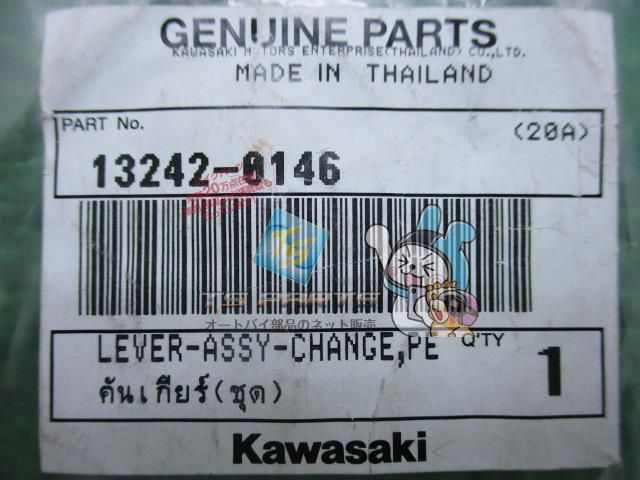 GENUINE PARTS
KAWASAKI MOTORS ENTERPRISE(THAILAND) CO.,LTD.
MADE IN THAILAND
PART No.
(20A)
13242-0146
TS PARTS
オートバイ部品のネット販売
LEVER-ASSY-CHANGE,PE
Q'TY
1
คันเกียร์(ชุด)
Kawasaki